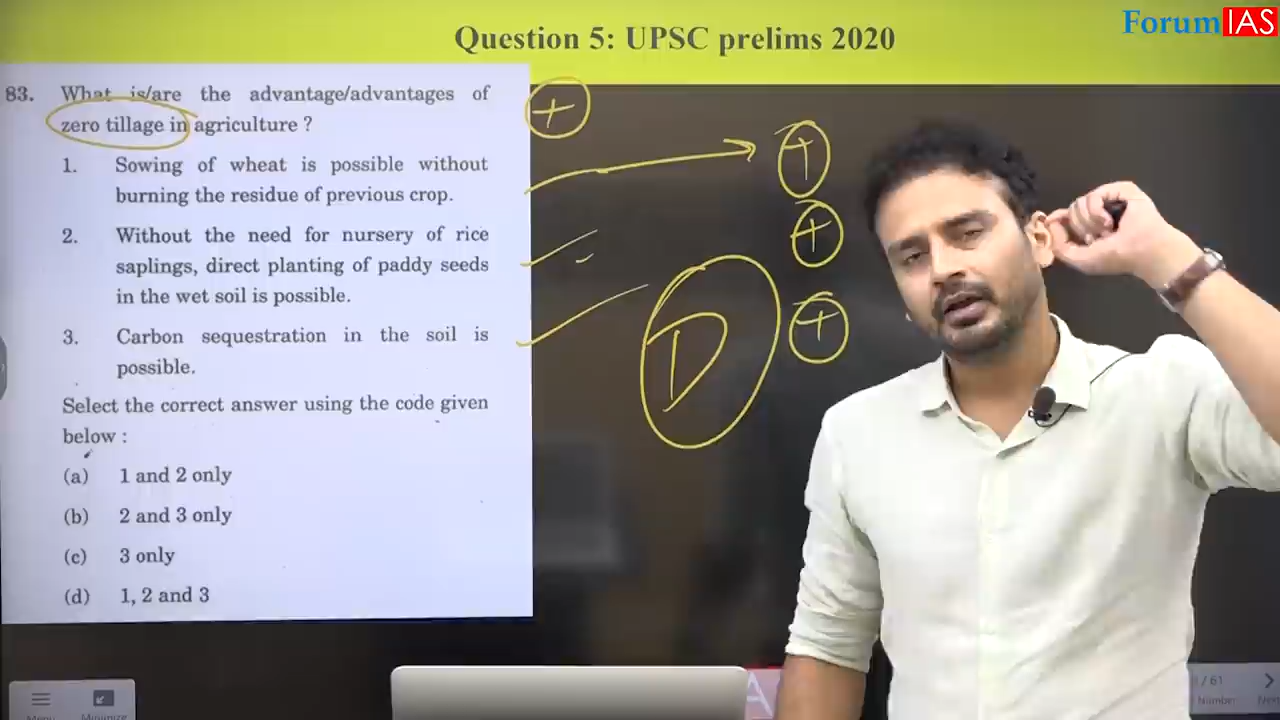 ForumIAS
Question 5: UPSC prelims 2020
83. What is/are the advantage/advantages of
zero tillage in agriculture ?
1. Sowing of wheat is possible without
burning the residue of previous crop.
2. Without the need for nursery of rice
saplings, direct planting of paddy seeds
in the wet soil is possible.
3. Carbon sequestration in the soil is
possible.
Select the correct answer using the code given
below :
(a) 1 and 2 only
(b) 2 and 3 only
(c) 3 only
(d) 1, 2 and 3
+
+
+
+
D
A
Menu
Minimize
/ 61
Number